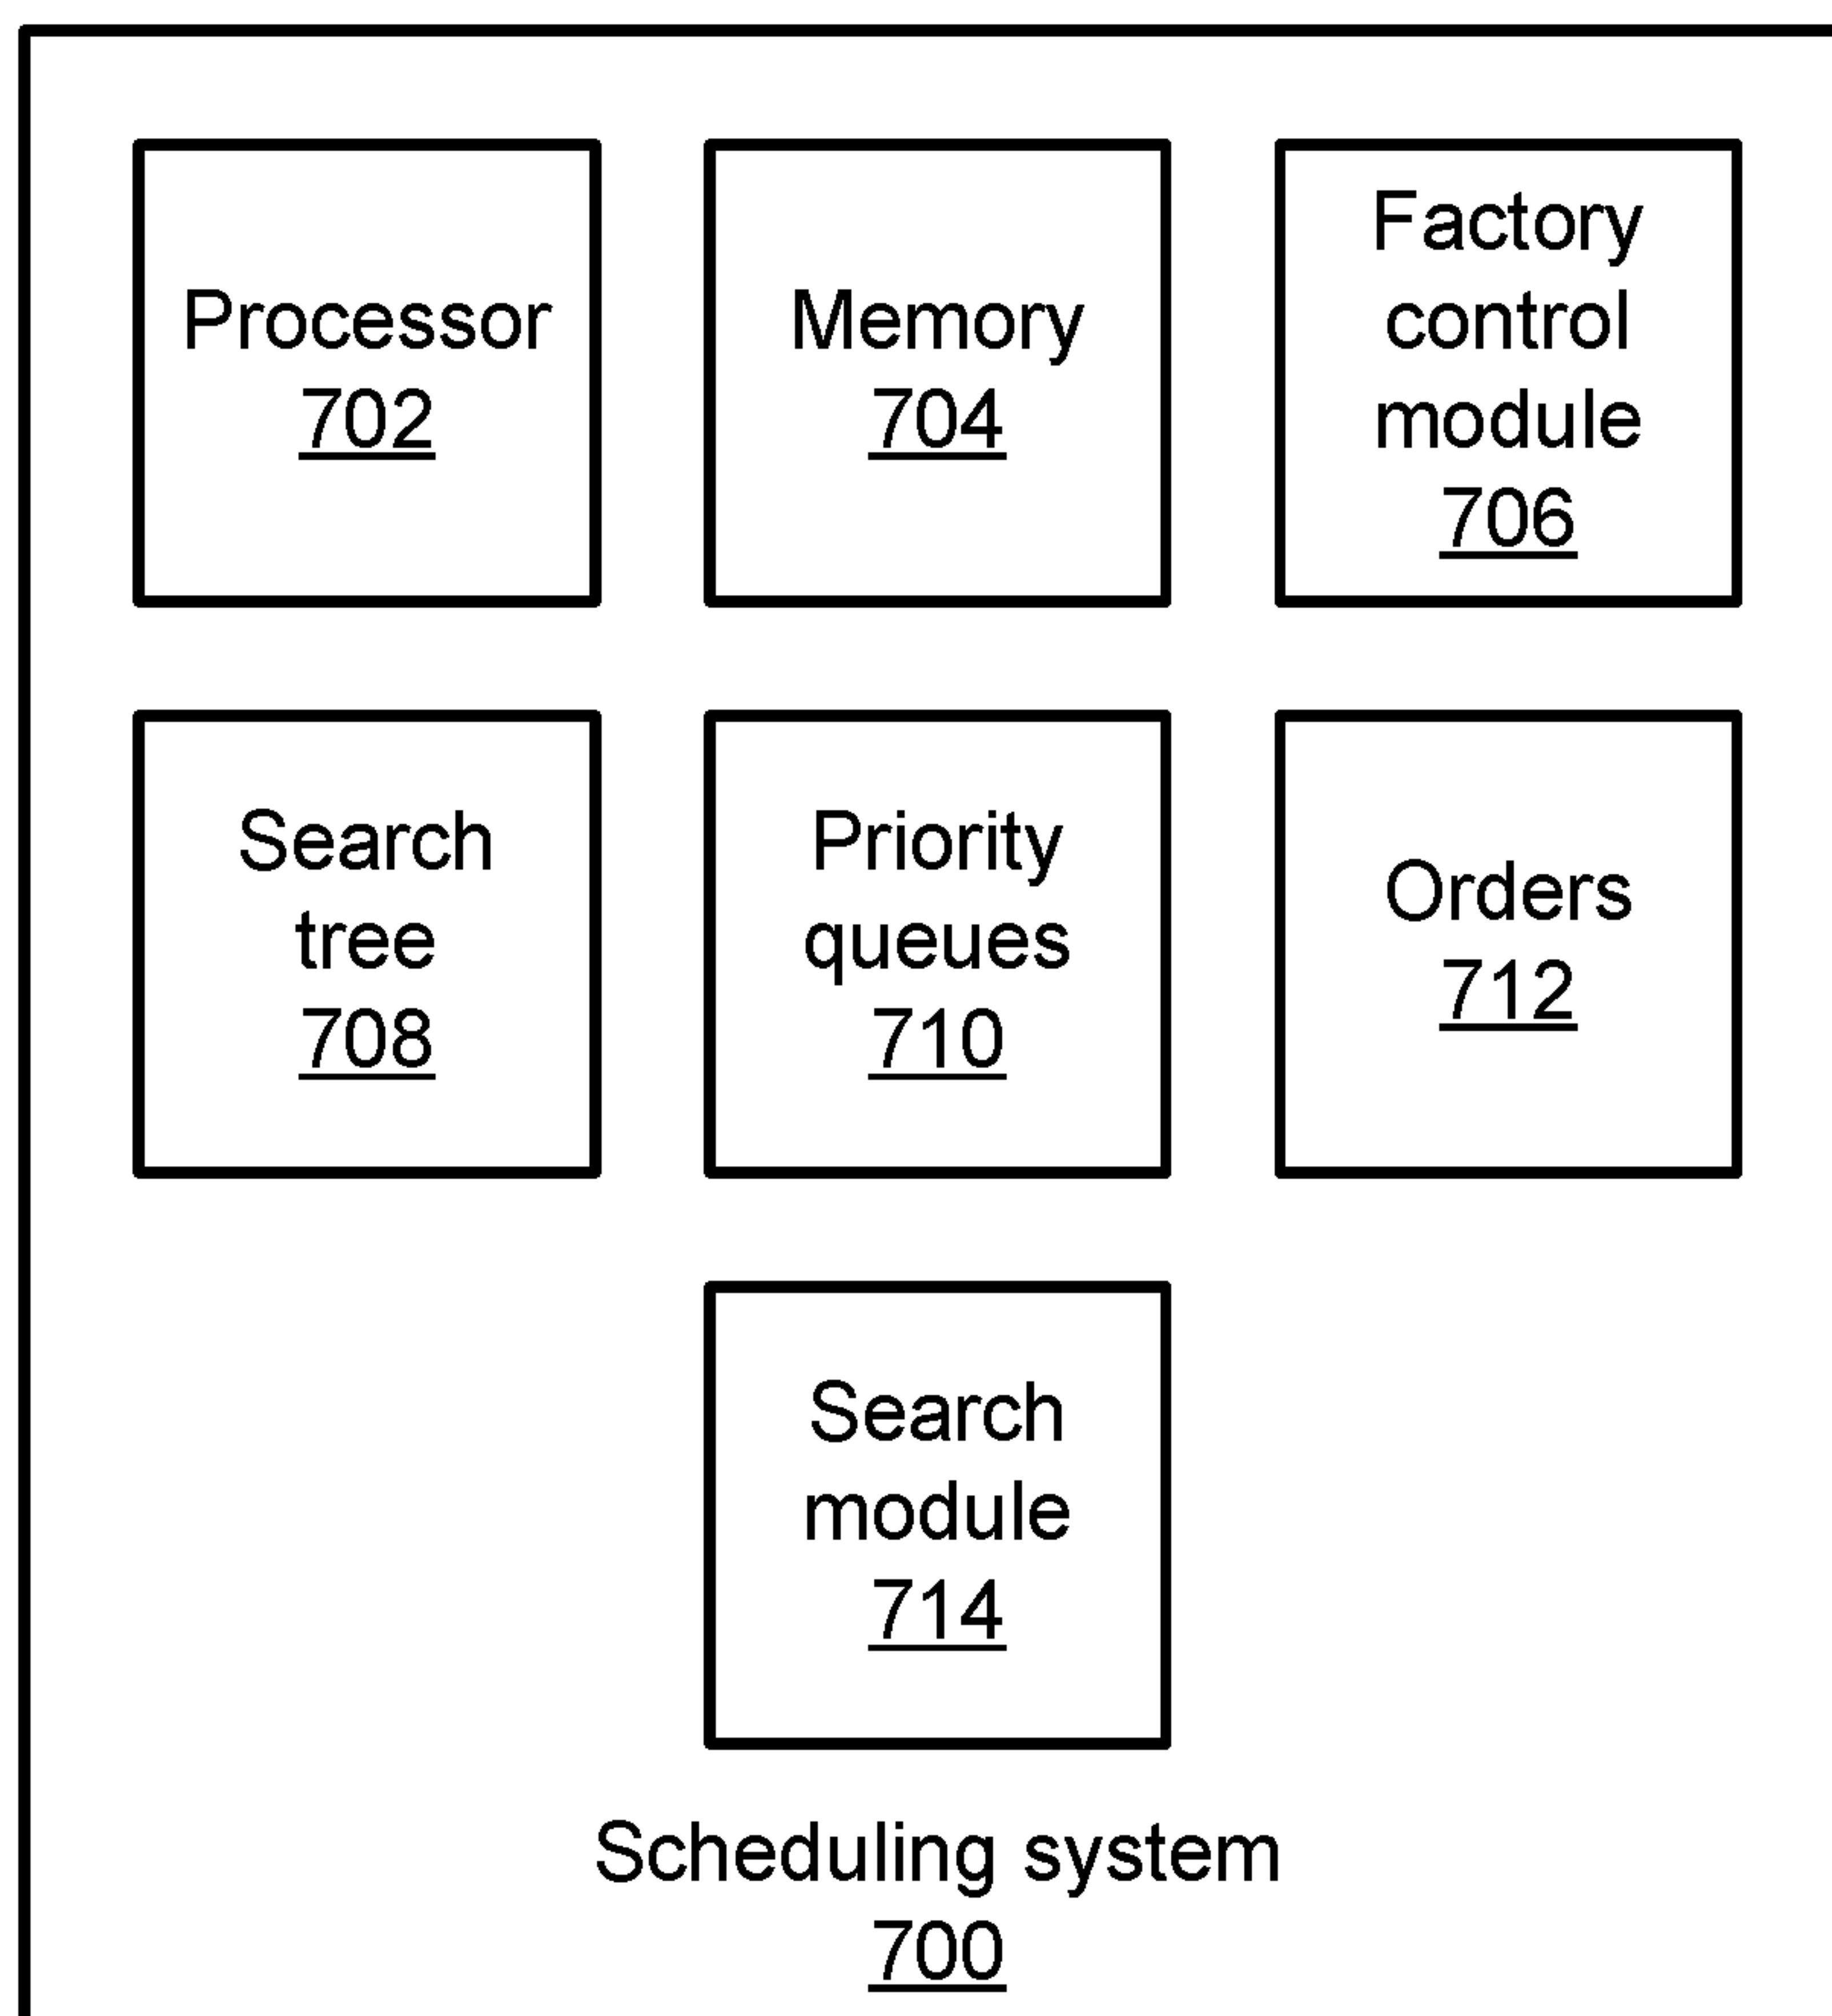 Processor
702
Memory
704
Factory
control
module
706
Search
tree
708
Priority
queues
710
Orders
712
Search
module
714
Scheduling system
700